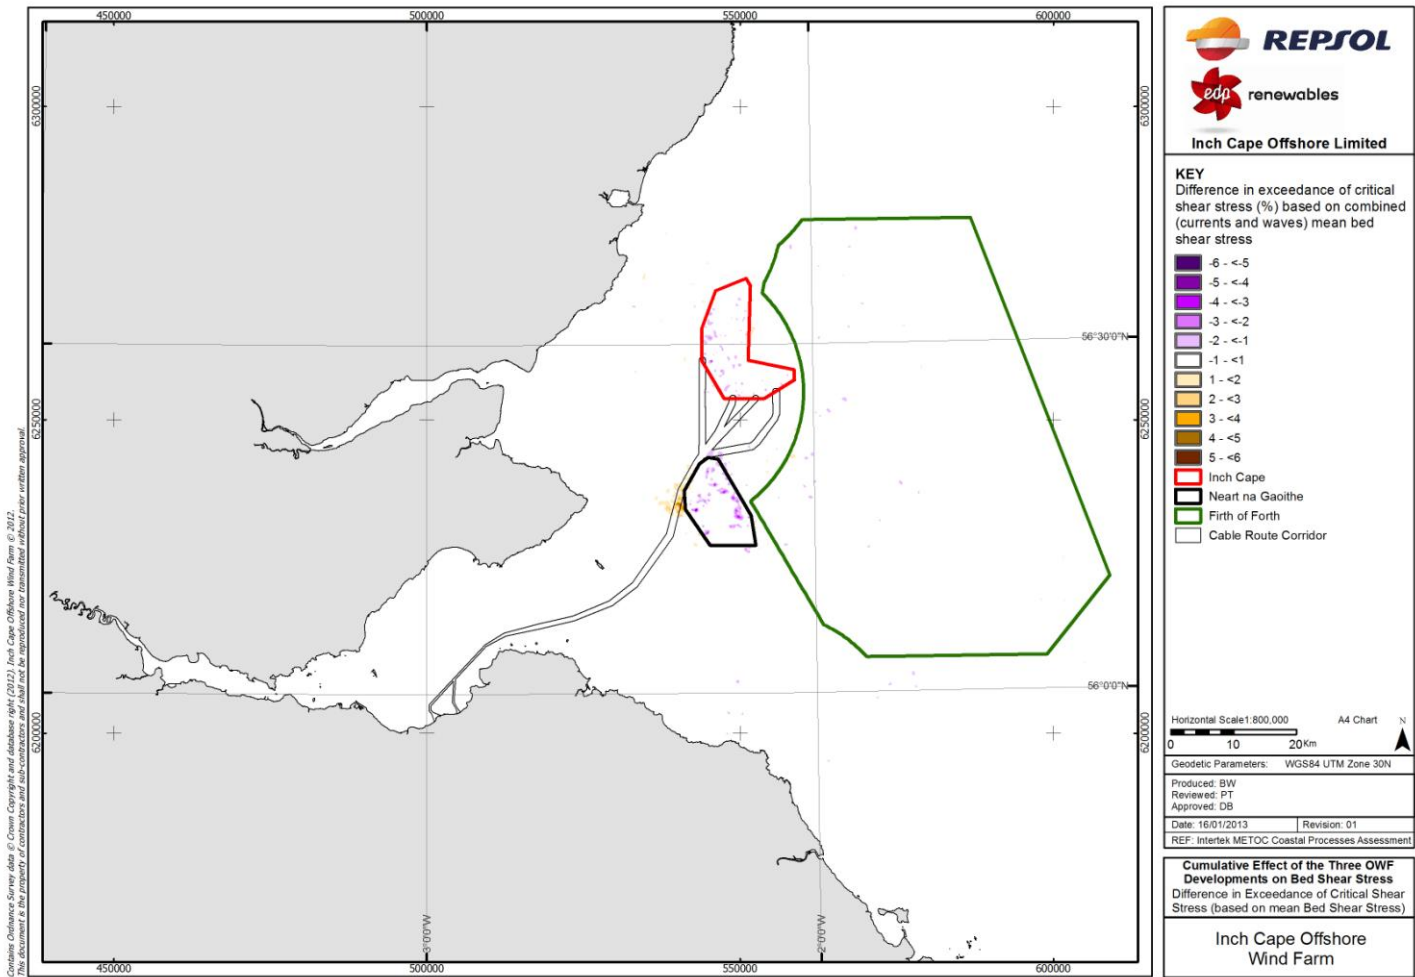 450000
500000
550000
600000
6300000
6300000
56°30'0"N
6250000
6250000
56°0'0"N
6200000
6200000
3°0'0"W
2°0'0"W
450000
500000
550000
600000
Contains Ordnance Survey data © Crown Copyright and database right (2012). Inch Cape Offshore Wind Farm © 2012.
This document is the property of contractors and sub-contractors and shall not be reproduced nor transmitted without prior written approval.
REPSOL
edp renewables
Inch Cape Offshore Limited
KEY
Difference in exceedance of critical
shear stress (%) based on combined
(currents and waves) mean bed
shear stress
-6 - <-5
-5 - <-4
-4 - <-3
-3 - <-2
-2 - <-1
-1 - <1
1 - <2
2 - <3
3 - <4
4 - <5
5 - <6
Inch Cape
Neart na Gaoithe
Firth of Forth
Cable Route Corridor
Horizontal Scale1:800,000 A4 Chart N
0 10 20 Km
Geodetic Parameters: WGS84 UTM Zone 30N
Produced: BW
Reviewed: PT
Approved: DB
Date: 16/01/2013 Revision: 01
REF: Intertek METOC Coastal Processes Assessment
Cumulative Effect of the Three OWF
Developments on Bed Shear Stress
Difference in Exceedance of Critical Shear
Stress (based on mean Bed Shear Stress)
Inch Cape Offshore
Wind Farm